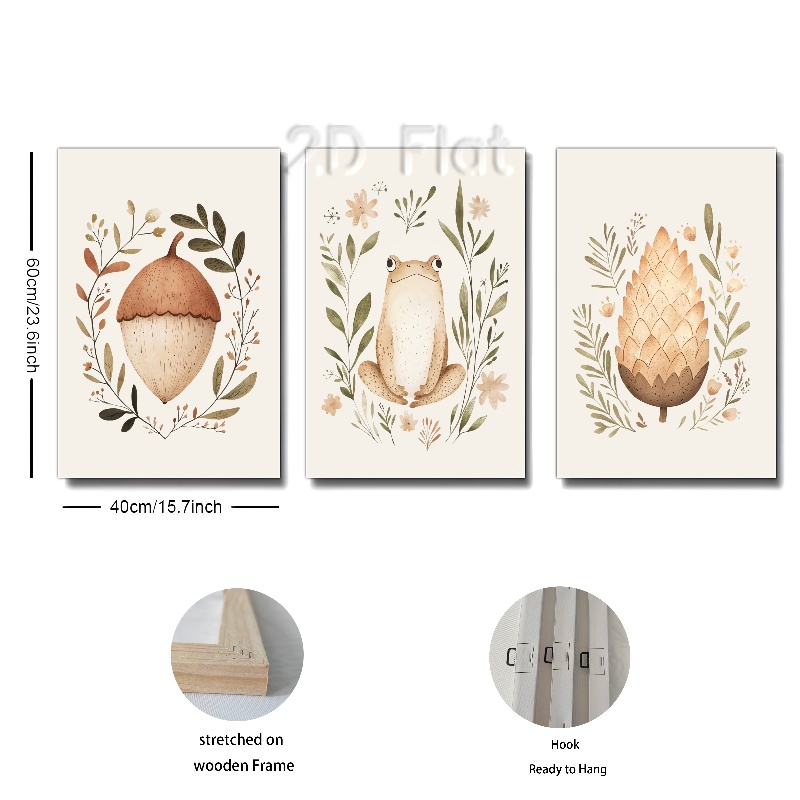 2D Flat
60cm/23.6inch
40cm/15.7inch
stretched on
wooden Frame
Hook
Ready to Hang